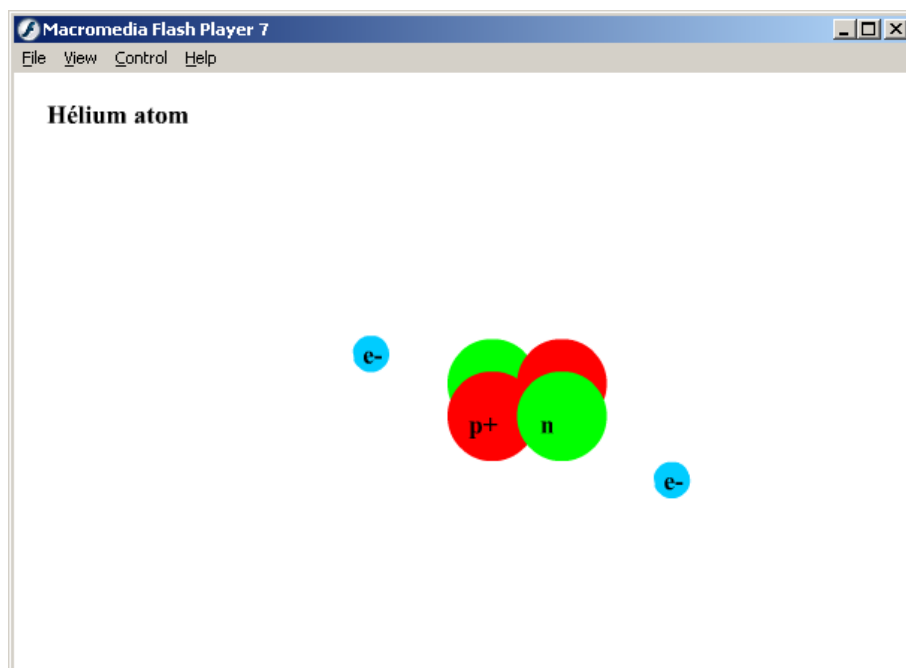 Macromedia Flash Player 7
File View Control Help
Hélium atom
e-
p+ n
e-